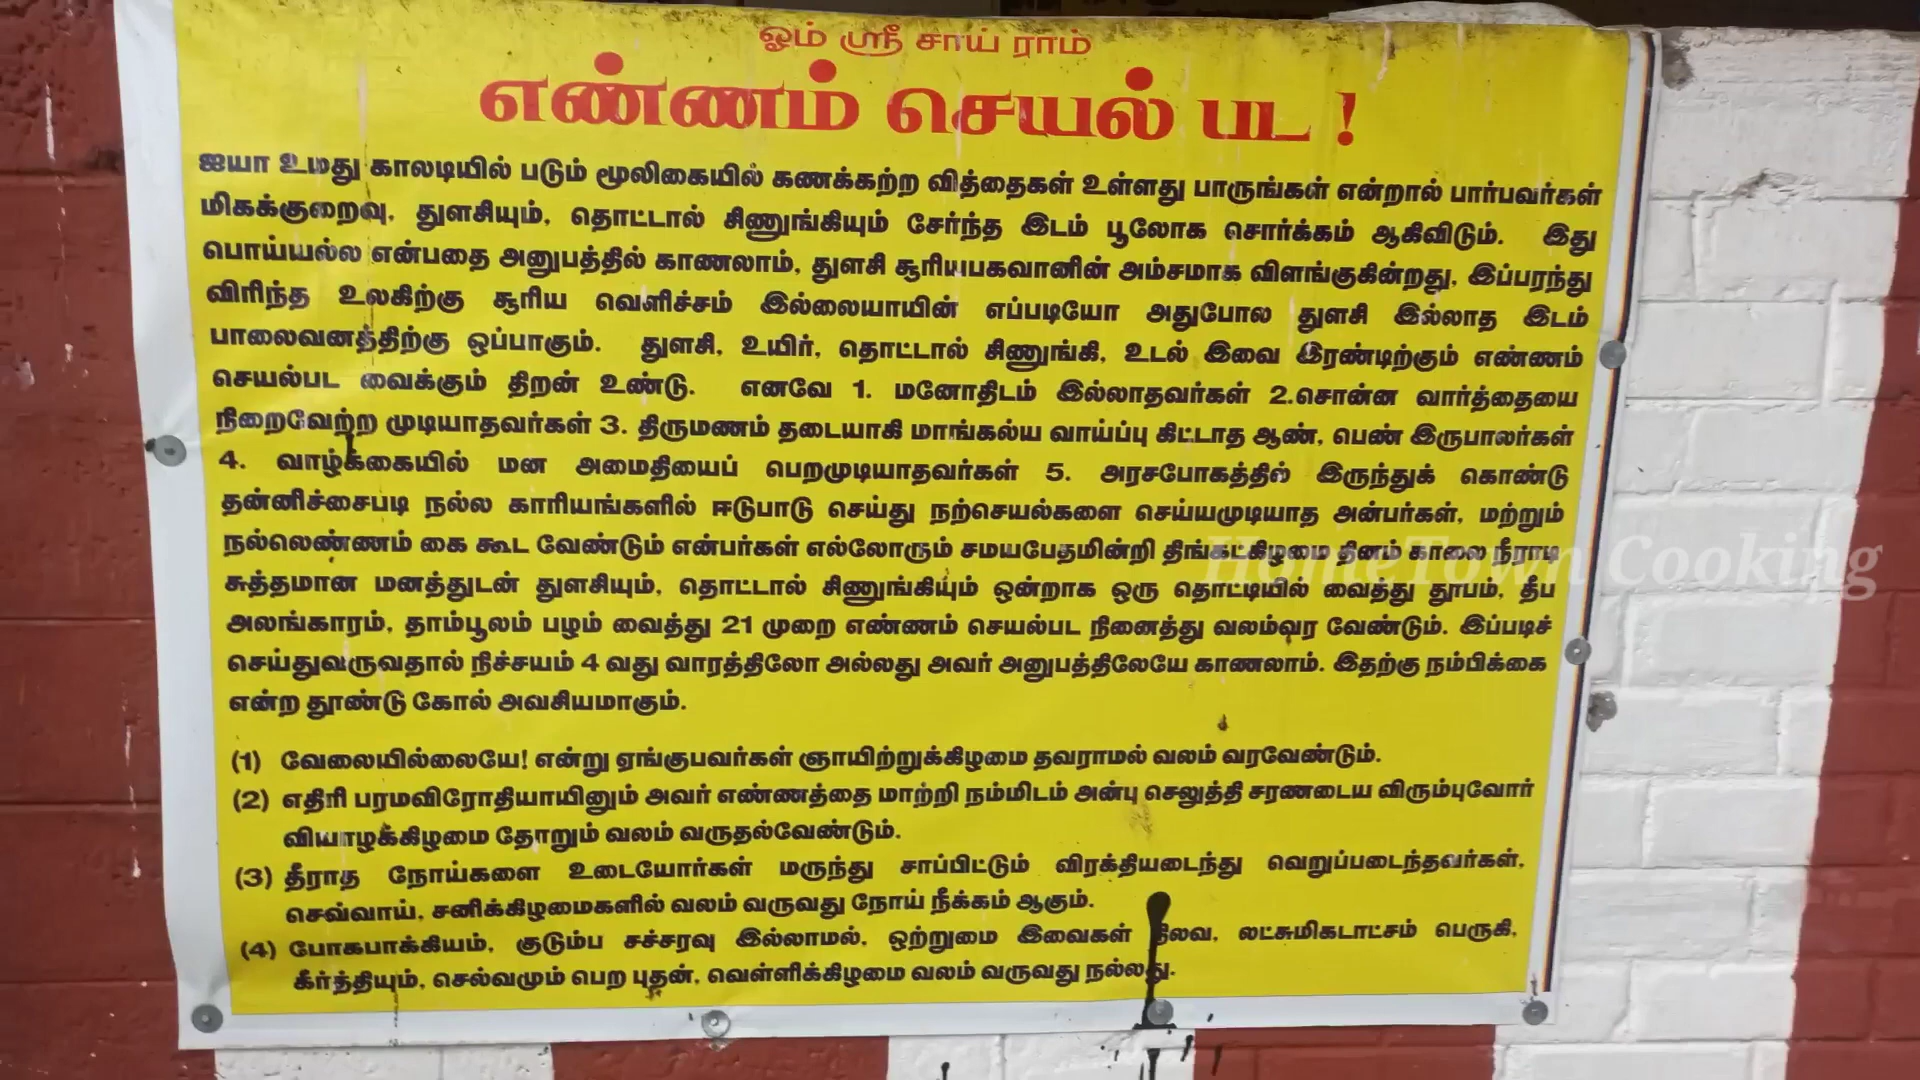 ஓம் ஸ்ரீ சாய் ராம்
எண்ணம் செயல் பட !
ஐயா உமது காலடியில் படும் மூலிகையில் கணக்கற்ற வித்தைகள் உள்ளது பாருங்கள் என்றால் பார்பவர்கள்
மிகக்குறைவு, துளசியும், தொட்டால் சிணுங்கியும் சேர்ந்த இடம் பூலோக சொர்க்கம் ஆகிவிடும். இது
பொய்யல்ல என்பதை அனுபத்தில் காணலாம், துளசி சூரியபகவானின் அம்சமாக விளங்குகின்றது, இப்பரந்து
விரிந்த உலகிற்கு சூரிய வெளிச்சம் இல்லையாயின் எப்படியோ அதுபோல துளசி இல்லாத இடம்
பாலைவனத்திற்கு ஒப்பாகும். துளசி, உயிர், தொட்டால் சிணுங்கி, உடல் இவை இரண்டிற்கும் எண்ணம்
செயல்பட வைக்கும் திறன் உண்டு. எனவே 1. மனோதிடம் இல்லாதவர்கள் 2.சொன்ன வார்த்தையை
நிறைவேற்ற முடியாதவர்கள் 3. திருமணம் தடையாகி மாங்கல்ய வாய்ப்பு கிட்டாத ஆண், பெண் இருபாலர்கள்
4. வாழ்க்கையில் மன அமைதியைப் பெறமுடியாதவர்கள் 5. அரசபோகத்தில் இருந்துக் கொண்டு
தன்னிச்சைபடி நல்ல காரியங்களில் ஈடுபாடு செய்து நற்செயல்களை செய்யமுடியாத அன்பர்கள், மற்றும்
நல்லெண்ணம் கை கூட வேண்டும் என்பர்கள் எல்லோரும் சமயபேதமின்றி திங்கட்கிழமை தினம் காலை நீராடி
சுத்தமான மனத்துடன் துளசியும், தொட்டால் சிணுங்கியும் ஒன்றாக ஒரு தொட்டியில் வைத்து தூபம், தீப
அலங்காரம், தாம்பூலம் பழம் வைத்து 21 முறை எண்ணம் செயல்பட நினைத்து வலம்வர வேண்டும். இப்படிச்
செய்துவருவதால் நிச்சயம் 4 வது வாரத்திலோ அல்லது அவர் அனுபத்திலேயே காணலாம். இதற்கு நம்பிக்கை
என்ற தூண்டு கோல் அவசியமாகும்.
(1) வேலையில்லையே! என்று ஏங்குபவர்கள் ஞாயிற்றுக்கிழமை தவராமல் வலம் வரவேண்டும்.
(2) எதிரி பரமவிரோதியாயினும் அவர் எண்ணத்தை மாற்றி நம்மிடம் அன்பு செலுத்தி சரணடைய விரும்புவோர்
வியாழக்கிழமை தோறும் வலம் வருதல்வேண்டும்.
(3) தீராத நோய்களை உடையோர்கள் மருந்து சாப்பிட்டும் விரக்தியடைந்து வெறுப்படைந்தவர்கள்,
செவ்வாய், சனிக்கிழமைகளில் வலம் வருவது நோய் நீக்கம் ஆகும்.
(4) போகபாக்கியம், குடும்ப சச்சரவு இல்லாமல், ஒற்றுமை இவைகள் நிலவ, லட்சுமிகடாட்சம் பெருகி,
கீர்த்தியும், செல்வமும் பெற புதன், வெள்ளிக்கிழமை வலம் வருவது நல்லது.
HomeTown Cooking